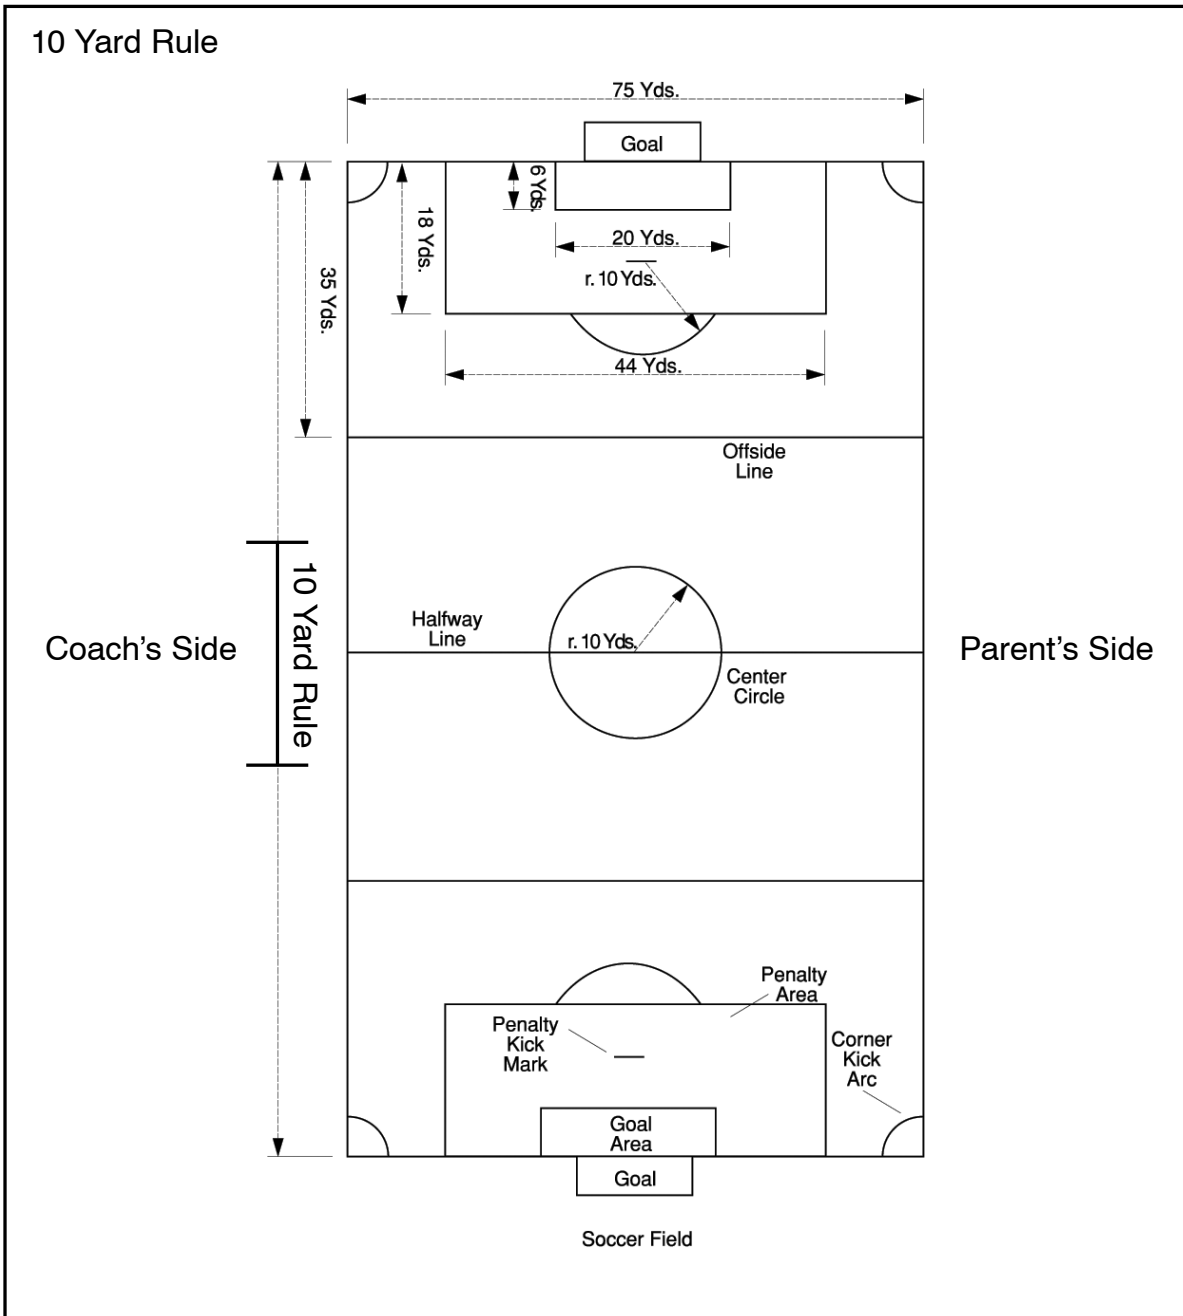 10 Yard Rule
75 Yds.
Goal
6 Yds.
18 Yds.
20 Yds.
35 Yds.
r. 10 Yds.
44 Yds.
Offside
Line
10 Yard Rule
Halfway
Line
r. 10 Yds.
Coach’s Side
Parent’s Side
Center
Circle
Penalty
Area
Penalty
Kick
Mark
Corner
Kick
Arc
Goal
Area
Goal
Soccer Field